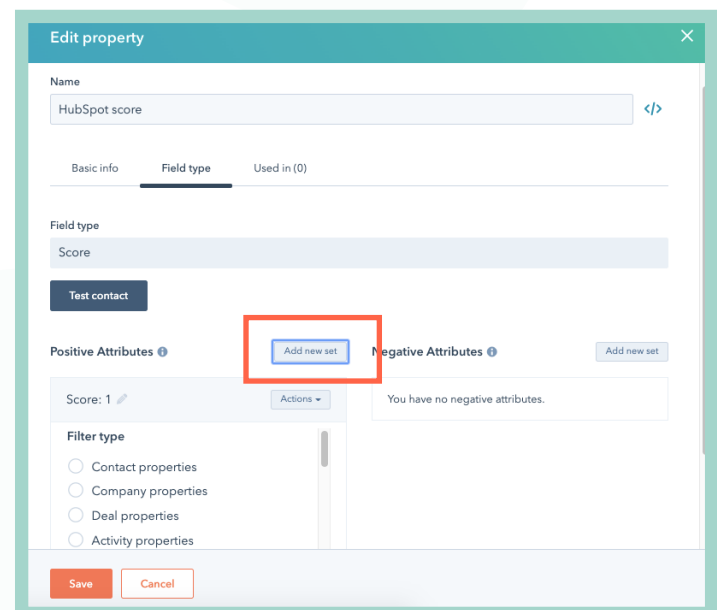 Edit property
Name
HubSpot score
</>
Basic info Field type Used in (0)
Field type
Score
Test contact
Positive Attributes Add new set Negative Attributes Add new set
Score: 1 Actions You have no negative attributes.
Filter type
Contact properties
Company properties
Deal properties
Activity properties
Save Cancel